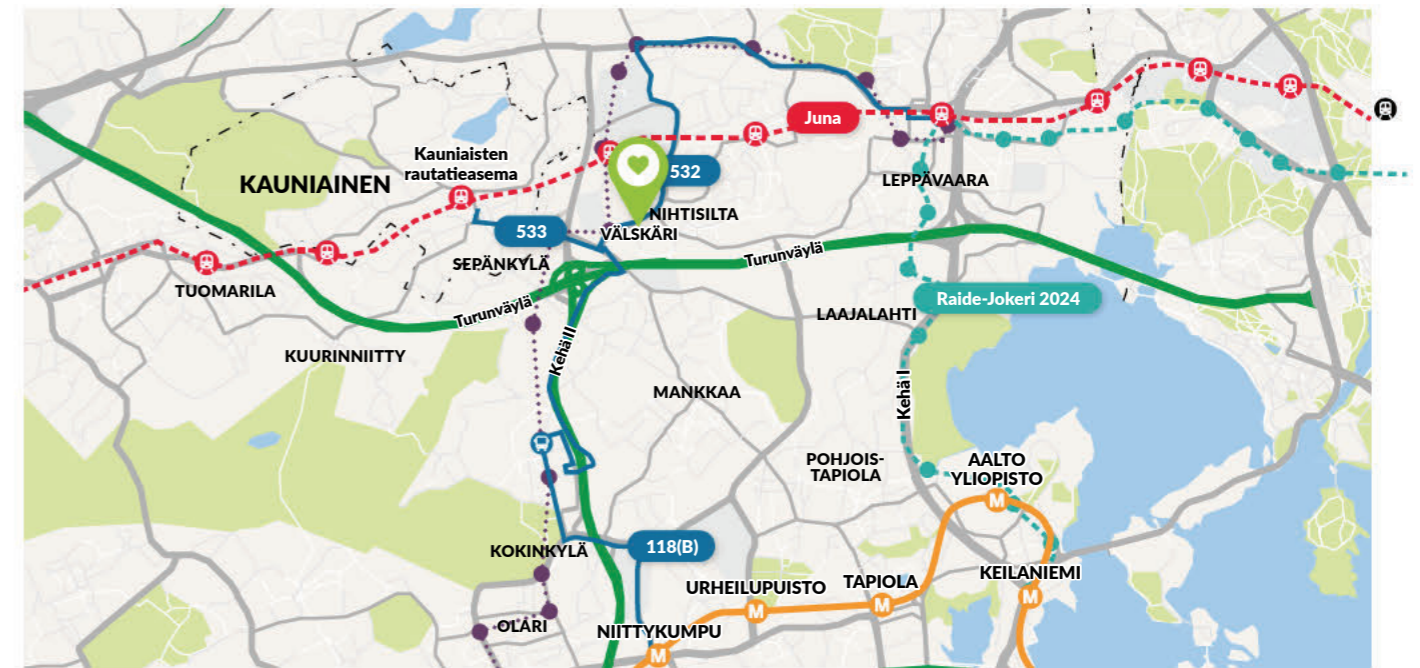 Juna
Kauniaisten
rautatieasema
KAUNIAINEN
532
LEPPÄVAARA
NIHTISILTA
533
VÄLSKÄRI
SEPÄNKYLÄ
Turunväylä
TUOMARILA
Turunväylä
Raide-Jokeri 2024
LAAJALAHTI
KUURINNIITTY
Kehä II
MANKKAA
Kehä I
POHJOIS-
TAPIOLA
AALTO
YLIOPISTO
M
KOKINKYLÄ
118(B)
KEILANIEMI
M
URHEILUPUISTO
M
TAPIOLA
M
OLARI
NIITTYKUMPU
M